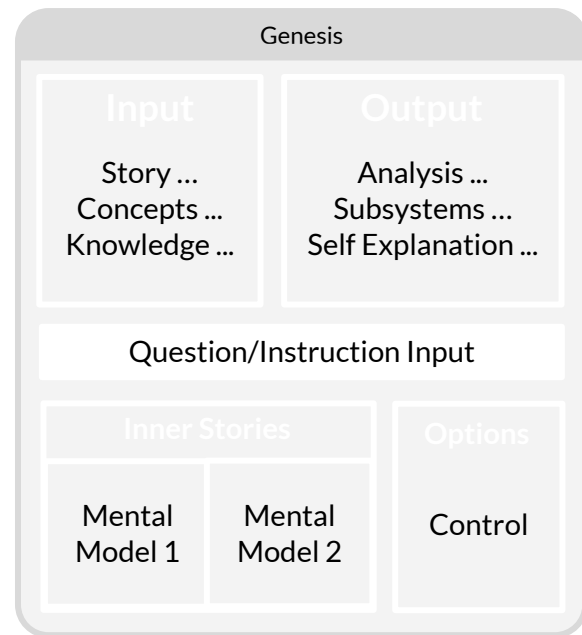 Genesis
Input
Story ...
Concepts ...
Knowledge ...
Output
Analysis ...
Subsystems ...
Self Explanation ...
Question/Instruction Input
Inner Stories
Mental
Model 1
Mental
Model 2
Options
Control